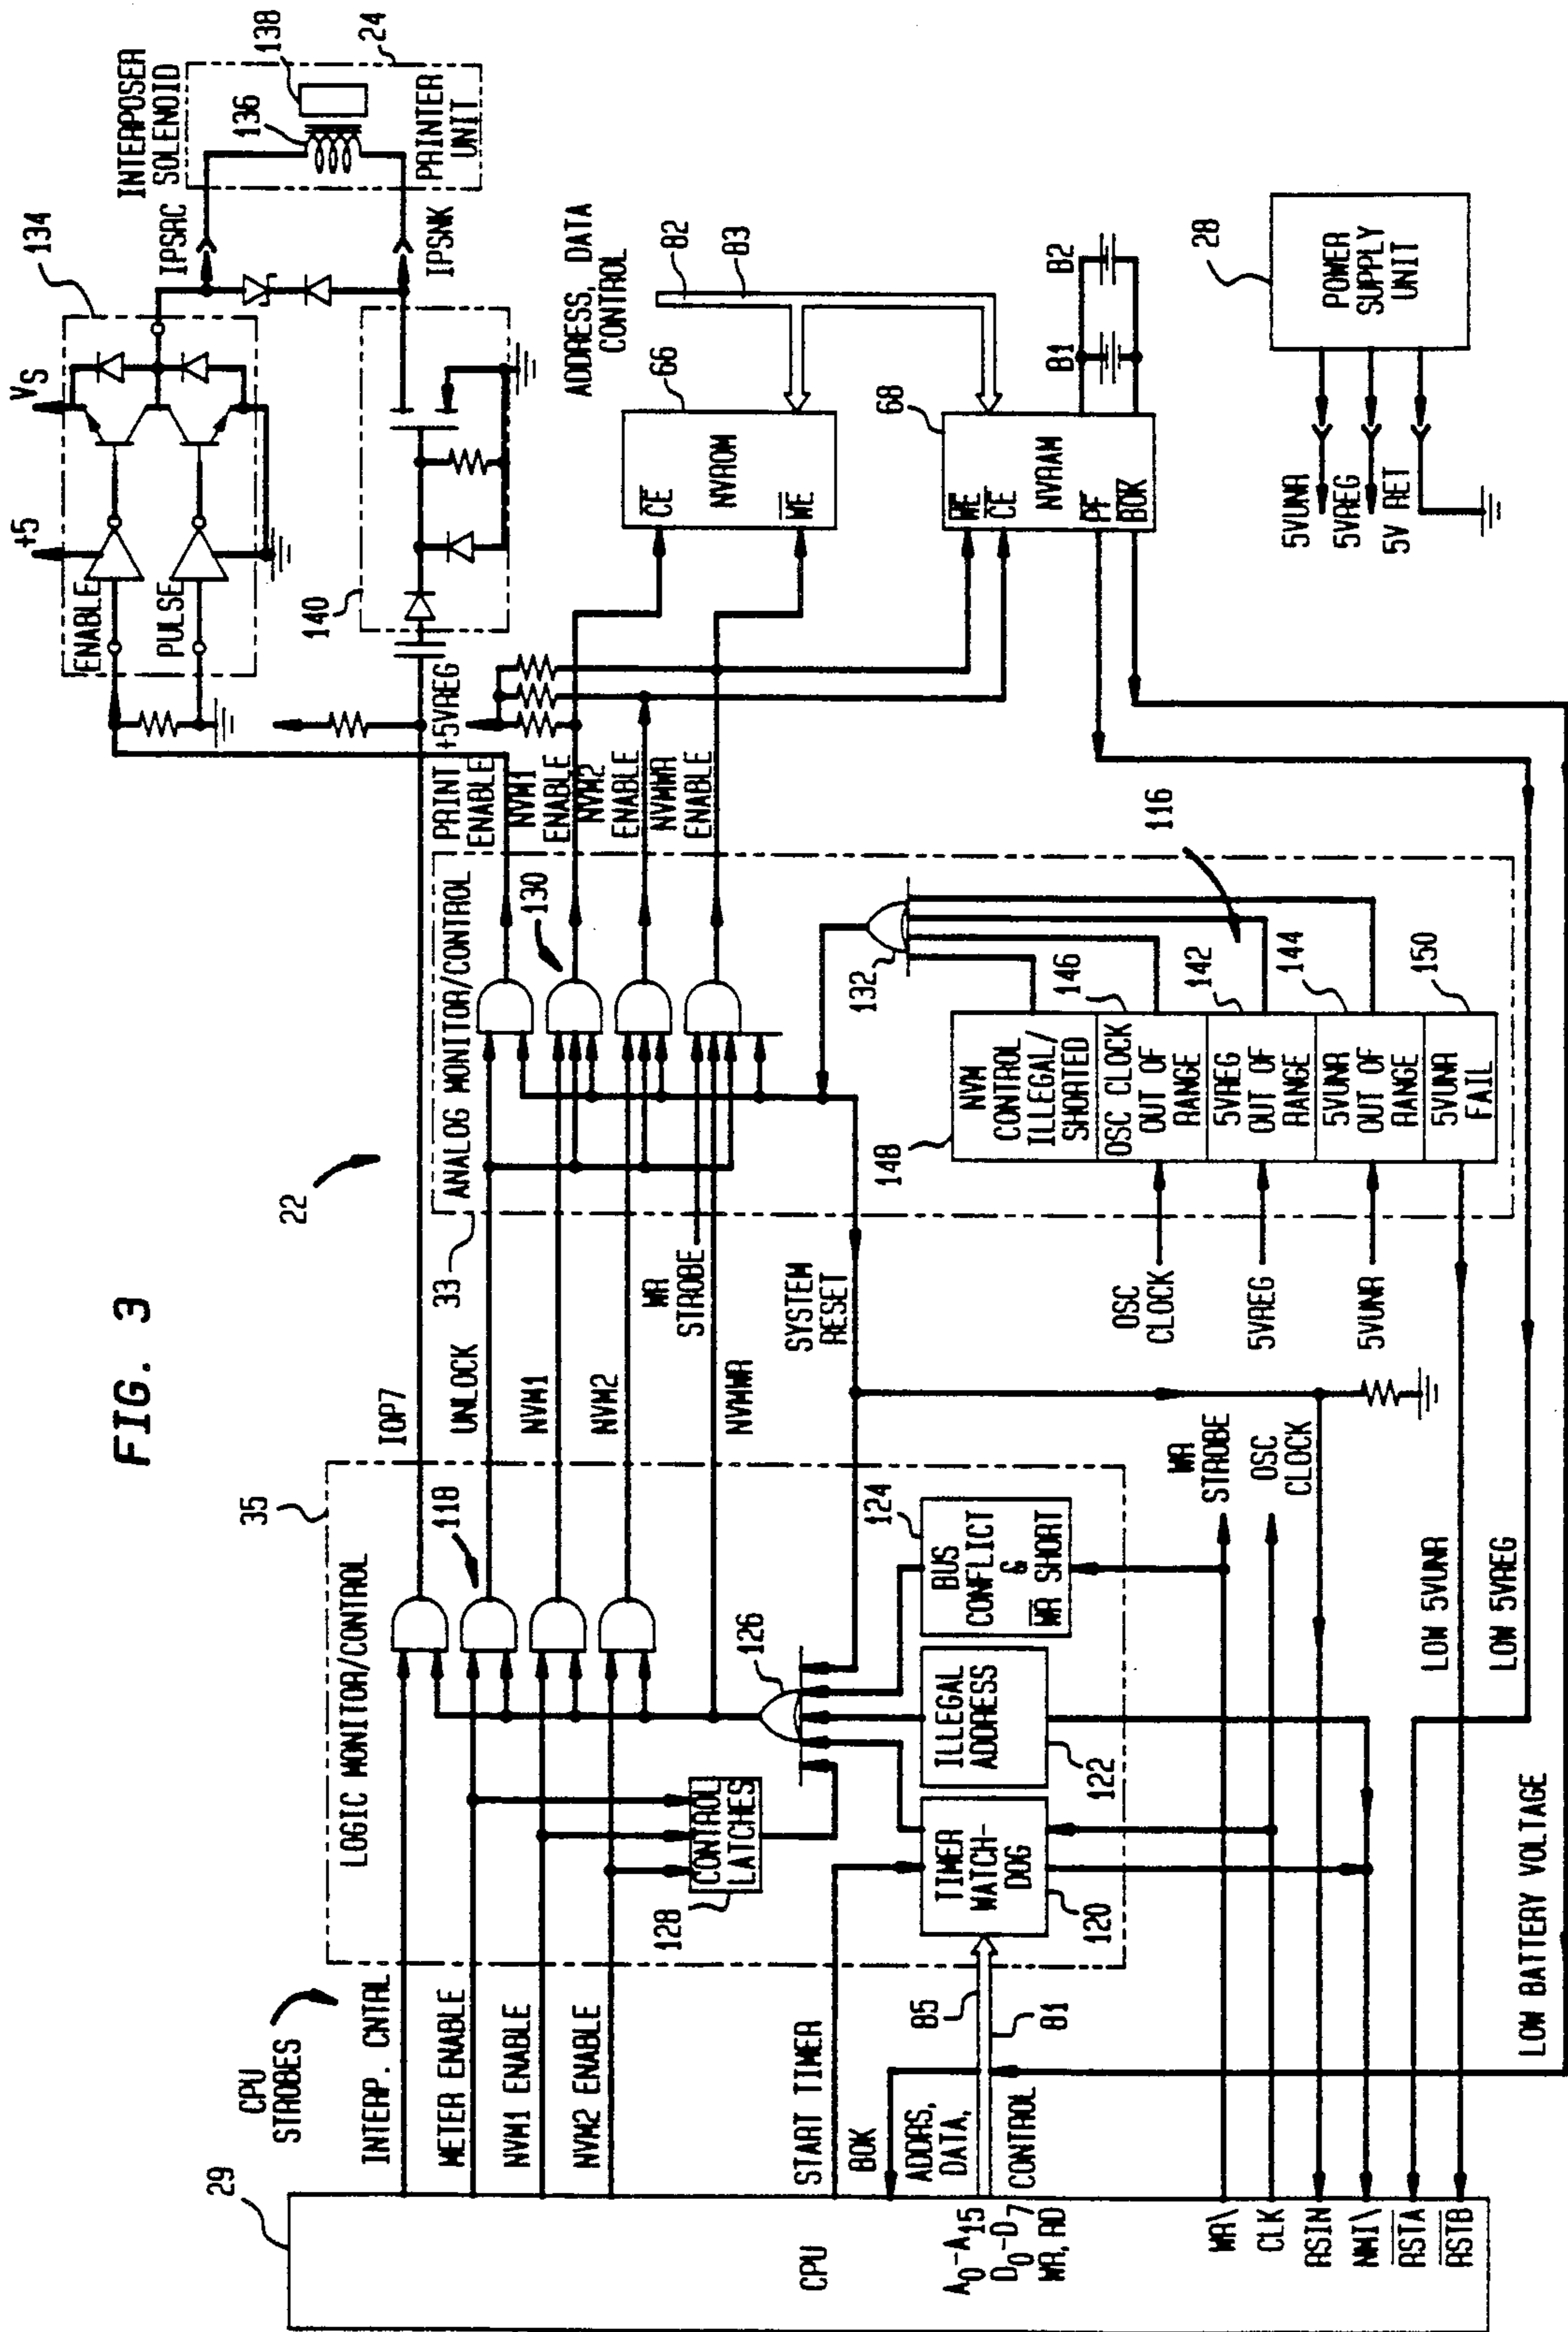 FIG. 3
29
CPU
STROBES
INTERP. CNTRL
METER ENABLE
NVM1 ENABLE
NVM2 ENABLE
START TIMER
BOK
ADDRS,
DATA,
CONTROL
85
81
CPU
A0-A15
D0-D7
WR, RD
WR\
CLK
RSIN
NMI\
RSTA
RSTB
35
LOGIC MONITOR/CONTROL
118
CONTROL
LATCHES
128
126
TIMER
WATCH-
DOG
120
ILLEGAL
ADDRESS
122
BUS
CONFLICT
&
WR SHORT
124
WR
STROBE
OSC
CLOCK
LOW 5VUNR
LOW 5VREG
LOW BATTERY VOLTAGE
IOP7
UNLOCK
NVM1
NVM2
NVMWR
WR
STROBE
SYSTEM
RESET
22
33
ANALOG MONITOR/CONTROL
130
132
116
148
NVM
CONTROL
ILLEGAL/
SHORTED
146
OSC CLOCK
OUT OF
RANGE
142
5VREG
OUT OF
RANGE
144
5VUNR
OUT OF
RANGE
150
5VUNR
FAIL
OSC
CLOCK
5VREG
5VUNR
PRINT
ENABLE
NVM1
ENABLE
NVM2
ENABLE
NVMWR
ENABLE
+5VREG
134
+5
VS
ENABLE
PULSE
140
IPSRC
IPSNK
INTERPOSER
SOLENOID
136
138
24
PRINTER
UNIT
ADDRESS, DATA
CONTROL
82
83
66
NVROM
CE
WE
68
NVRAM
WE
CE
PF
BOK
B1
B2
28
POWER
SUPPLY
UNIT
5VUNR
5VREG
5V RET